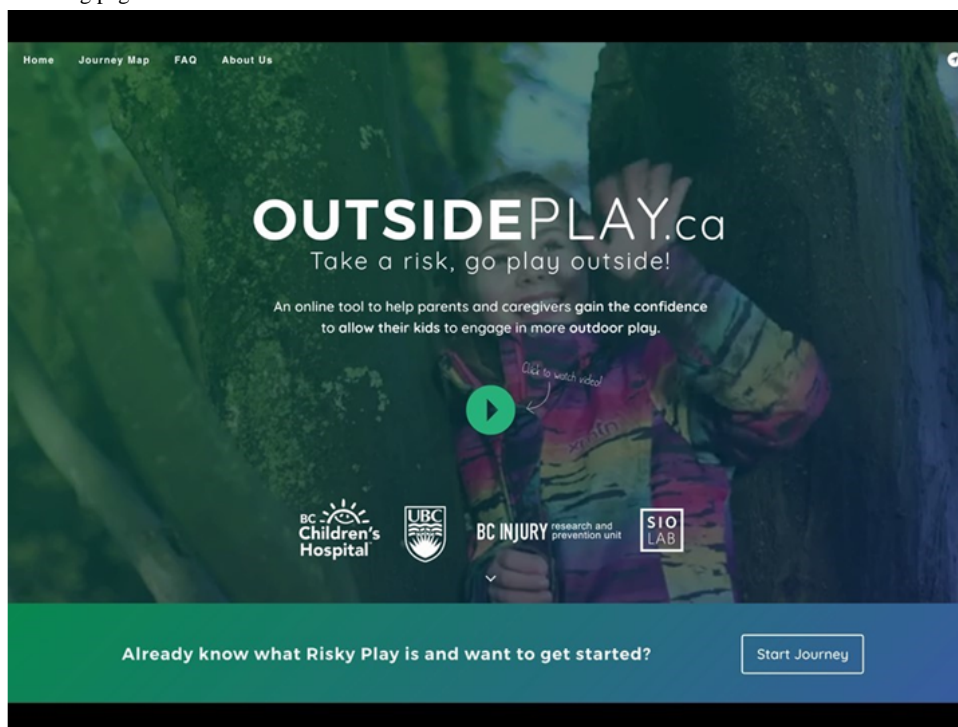 Home Journey Map FAQ About Us
OUTSIDEPLAY.ca
Take a risk, go play outside!
An online tool to help parents and caregivers gain the confidence
to allow their kids to engage in more outdoor play.
Click to watch video!
BC Children's Hospital
UBC
BC INJURY research and prevention unit
SIO LAB
Already know what Risky Play is and want to get started?
Start Journey